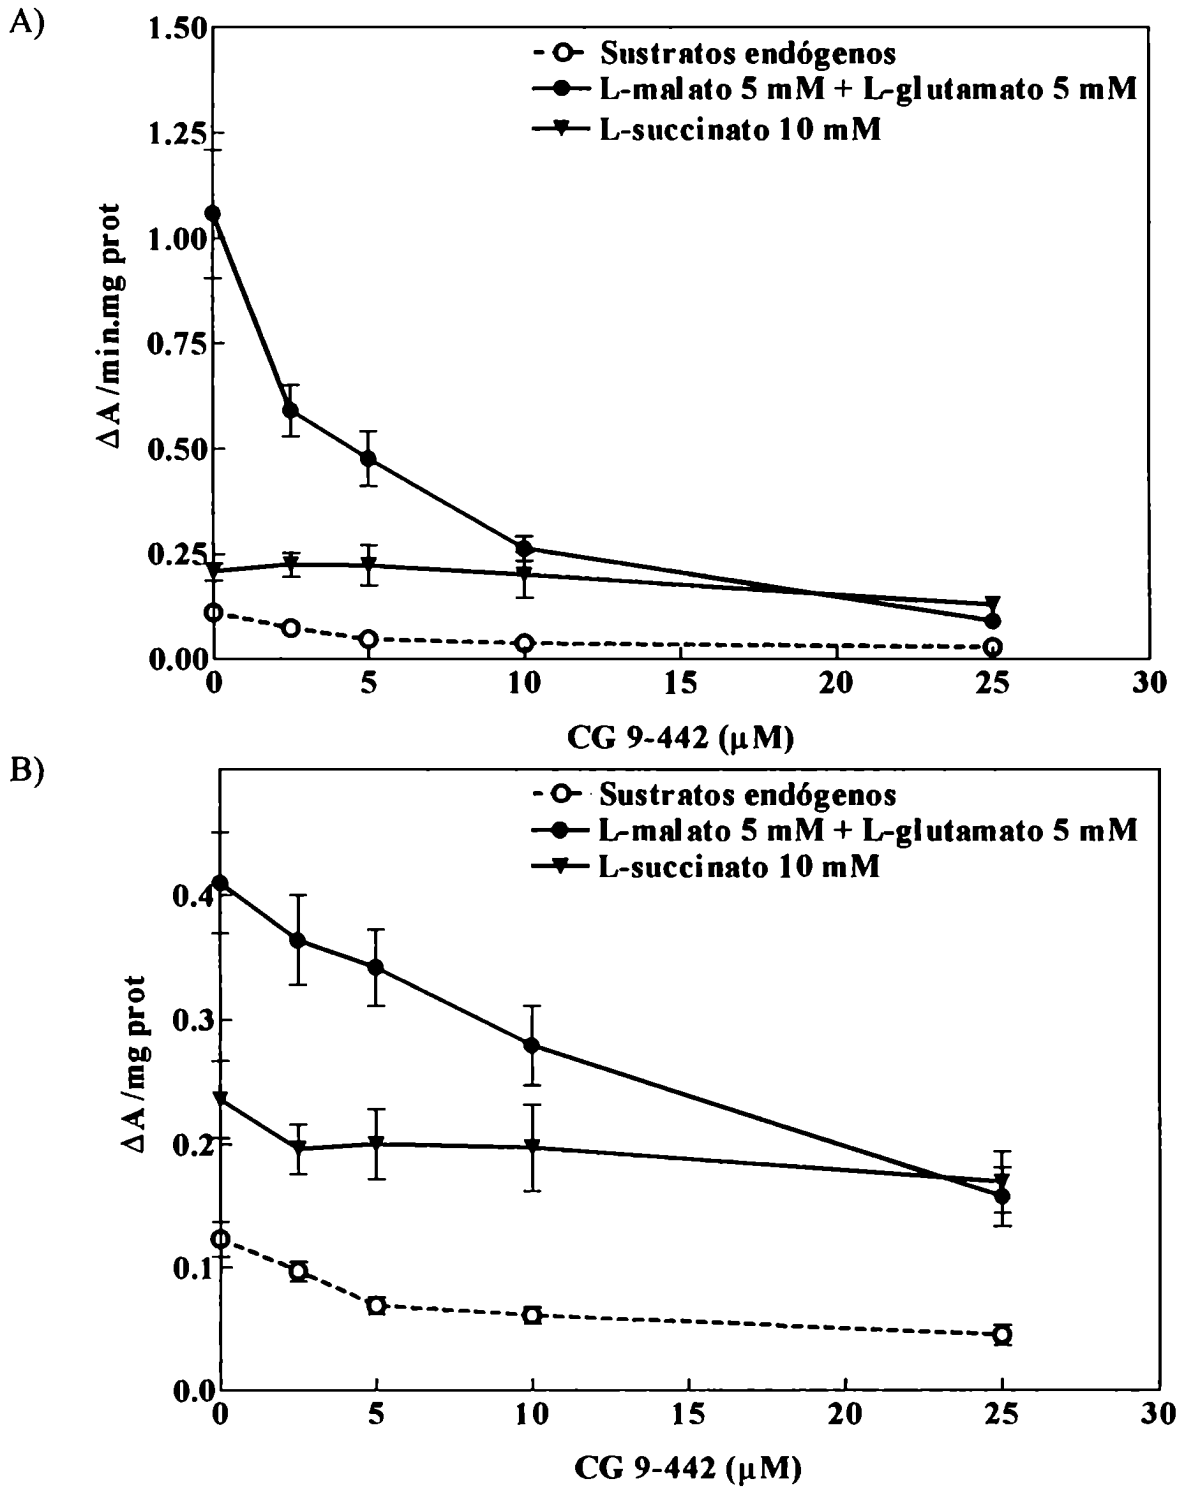 A)
1.50
1.25
1.00
0.75
0.50
0.25
0.00
ΔA/min.mg prot
Sustratos endógenos
L-malato 5 mM + L-glutamato 5 mM
L-succinato 10 mM
0 5 10 15 20 25 30
CG 9-442 (μM)
B)
0.4
0.3
0.2
0.1
0.0
ΔA/mg prot
Sustratos endógenos
L-malato 5 mM + L-glutamato 5 mM
L-succinato 10 mM
0 5 10 15 20 25 30
CG 9-442 (μM)